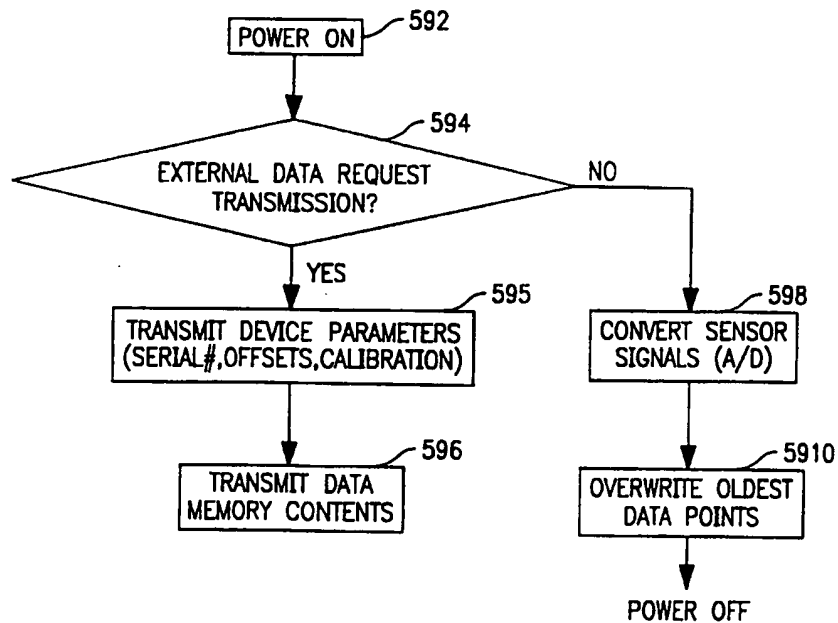 POWER ON
592
594
EXTERNAL DATA REQUEST
TRANSMISSION?
NO
YES
595
TRANSMIT DEVICE PARAMETERS
(SERIAL#,OFFSETS,CALIBRATION)
598
CONVERT SENSOR
SIGNALS (A/D)
596
TRANSMIT DATA
MEMORY CONTENTS
5910
OVERWRITE OLDEST
DATA POINTS
POWER OFF